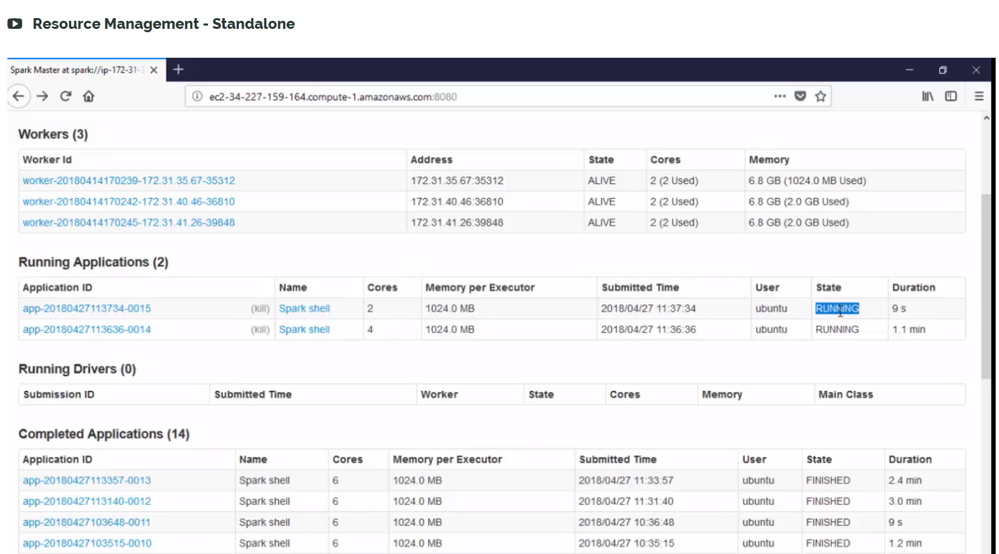 Resource Management - Standalone
Spark Master at spark://ip-172-31-3
ec2-34-227-159-164.compute-1.amazonaws.com:8080
Workers (3)
Worker Id Address State Cores Memory
worker-20180414170239-172.31.35.67-35312 172.31.35.67:35312 ALIVE 2 (2 Used) 6.8 GB (1024.0 MB Used)
worker-20180414170242-172.31.40.46-36810 172.31.40.46:36810 ALIVE 2 (2 Used) 6.8 GB (2.0 GB Used)
worker-20180414170245-172.31.41.26-39848 172.31.41.26:39848 ALIVE 2 (2 Used) 6.8 GB (2.0 GB Used)
Running Applications (2)
Application ID Name Cores Memory per Executor Submitted Time User State Duration
app-20180427113734-0015 (kill) Spark shell 2 1024.0 MB 2018/04/27 11:37:34 ubuntu RUNNING 9 s
app-20180427113636-0014 (kill) Spark shell 4 1024.0 MB 2018/04/27 11:36:36 ubuntu RUNNING 1.1 min
Running Drivers (0)
Submission ID Submitted Time Worker State Cores Memory Main Class
Completed Applications (14)
Application ID Name Cores Memory per Executor Submitted Time User State Duration
app-20180427113357-0013 Spark shell 6 1024.0 MB 2018/04/27 11:33:57 ubuntu FINISHED 2.4 min
app-20180427113140-0012 Spark shell 6 1024.0 MB 2018/04/27 11:31:40 ubuntu FINISHED 3.0 min
app-20180427103648-0011 Spark shell 6 1024.0 MB 2018/04/27 10:36:48 ubuntu FINISHED 9 s
app-20180427103515-0010 Spark shell 6 1024.0 MB 2018/04/27 10:35:15 ubuntu FINISHED 1.2 min